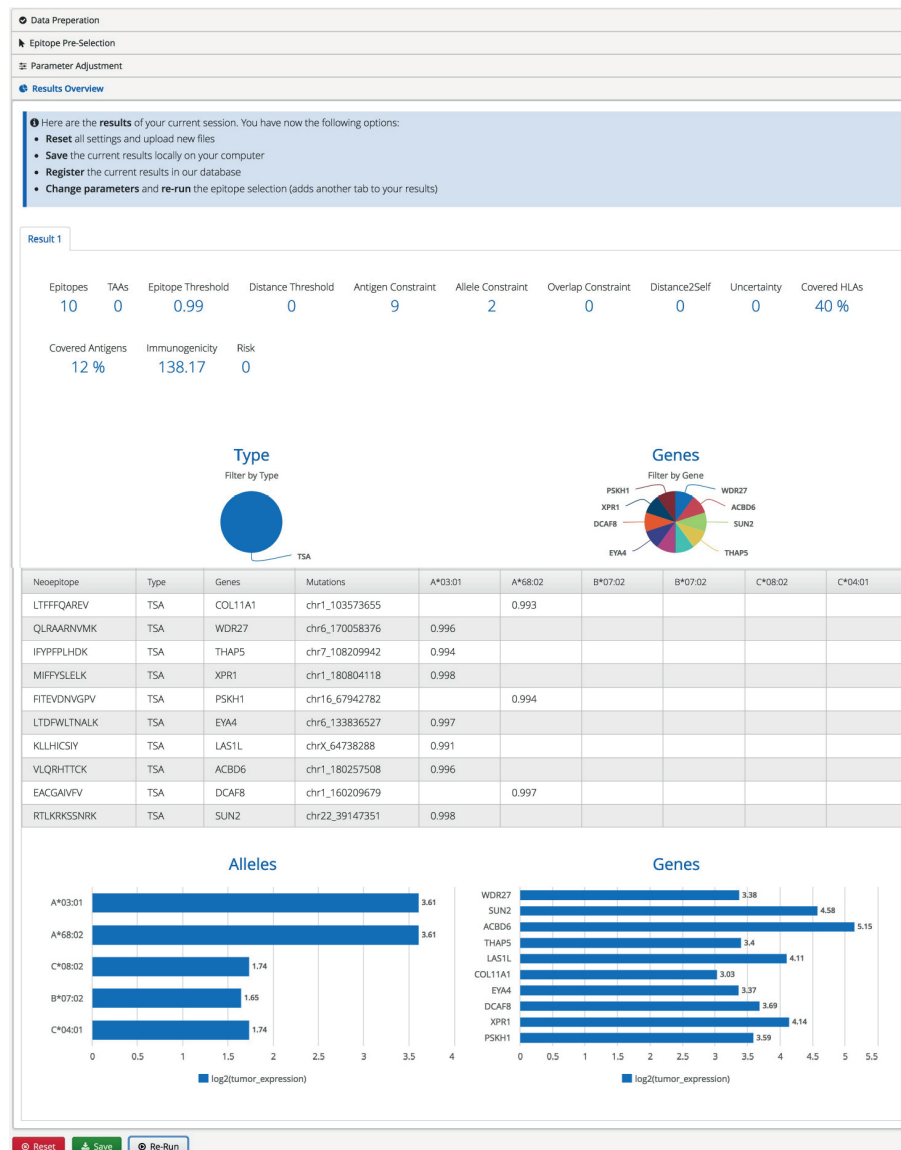 Data Preperation
Epitope Pre-Selection
Parameter Adjustment
Results Overview
Here are the results of your current session. You have now the following options:
• Reset all settings and upload new files
• Save the current results locally on your computer
• Register the current results in our database
• Change parameters and re-run the epitope selection (adds another tab to your results)
Result 1
Epitopes TAAs Epitope Threshold Distance Threshold Antigen Constraint Allele Constraint Overlap Constraint Distance2Self Uncertainty Covered HLAs
10 0 0.99 0 9 2 0 0 0 40 %
Covered Antigens Immunogenicity Risk
12 % 138.17 0
Type
Filter by Type
TSA
Genes
Filter by Gene
PSKH1 WDR27
XPR1 ACBD6
DCAF8 SUN2
EYA4 THAP5
Neoepitope Type Genes Mutations A*03:01 A*68:02 B*07:02 B*07:02 C*08:02 C*04:01
LTFFFQAREV TSA COL11A1 chr1_103573655 0.993
QLRAARNVMK TSA WDR27 chr6_170058376 0.996
IFYPFPLHDK TSA THAP5 chr7_108209942 0.994
MIFFYSLELK TSA XPR1 chr1_180804118 0.998
FITEVDNVGPV TSA PSKH1 chr16_67942782 0.994
LTDFWLTNALK TSA EYA4 chr6_133836527 0.997
KLLHICSIY TSA LAS1L chrX_64738288 0.991
VLQRHTTCK TSA ACBD6 chr1_180257508 0.996
EACGAIVFV TSA DCAF8 chr1_160209679 0.997
RTLKRKSSNRK TSA SUN2 chr22_39147351 0.998
Alleles
A*03:01 3.61
A*68:02 3.61
C*08:02 1.74
B*07:02 1.65
C*04:01 1.74
0 0.5 1 1.5 2 2.5 3 3.5 4
log2(tumor_expression)
Genes
WDR27 3.38
SUN2 4.58
ACBD6 5.15
THAP5 3.4
LAS1L 4.11
COL11A1 3.03
EYA4 3.37
DCAF8 3.69
XPR1 4.14
PSKH1 3.59
0 0.5 1 1.5 2 2.5 3 3.5 4 4.5 5 5.5
log2(tumor_expression)
Reset Save Re-Run